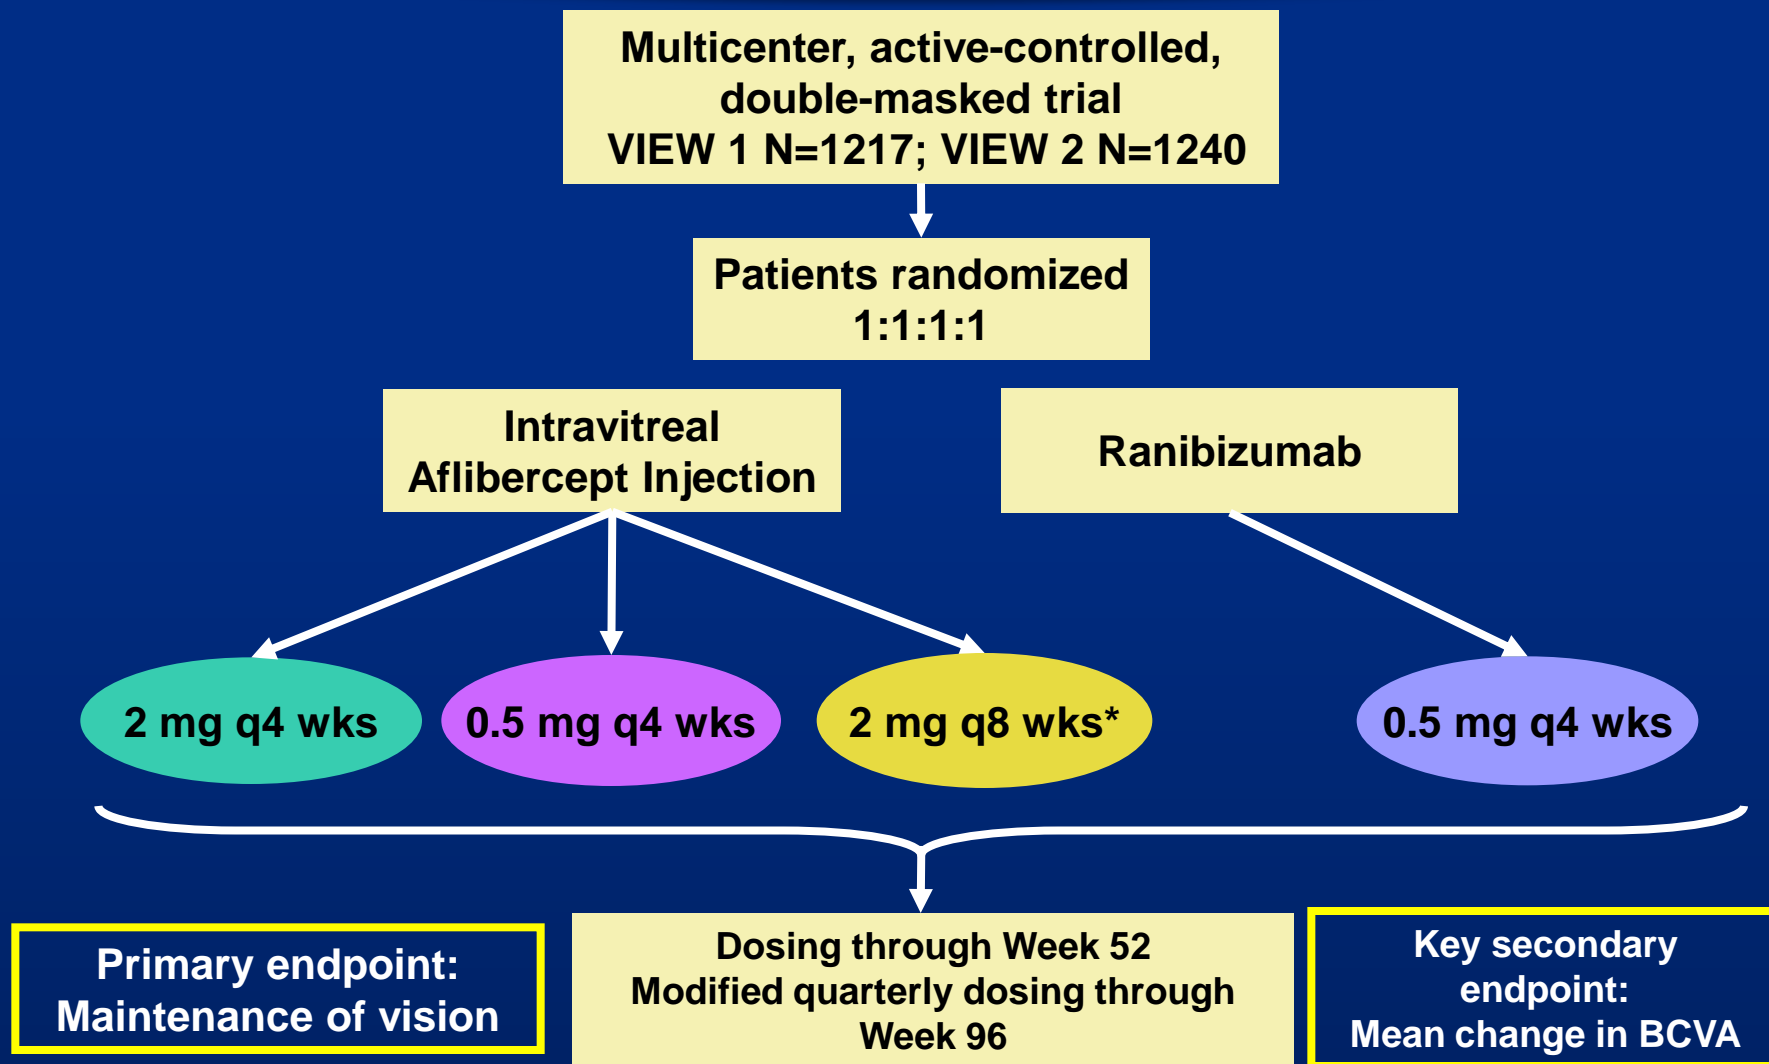 Multicenter, active-controlled,
double-masked trial
VIEW 1 N=1217; VIEW 2 N=1240
Patients randomized
1:1:1:1
Intravitreal
Aflibercept Injection
Ranibizumab
2 mg q4 wks
0.5 mg q4 wks
2 mg q8 wks*
0.5 mg q4 wks
Primary endpoint:
Maintenance of vision
Dosing through Week 52
Modified quarterly dosing through
Week 96
Key secondary
endpoint:
Mean change in BCVA